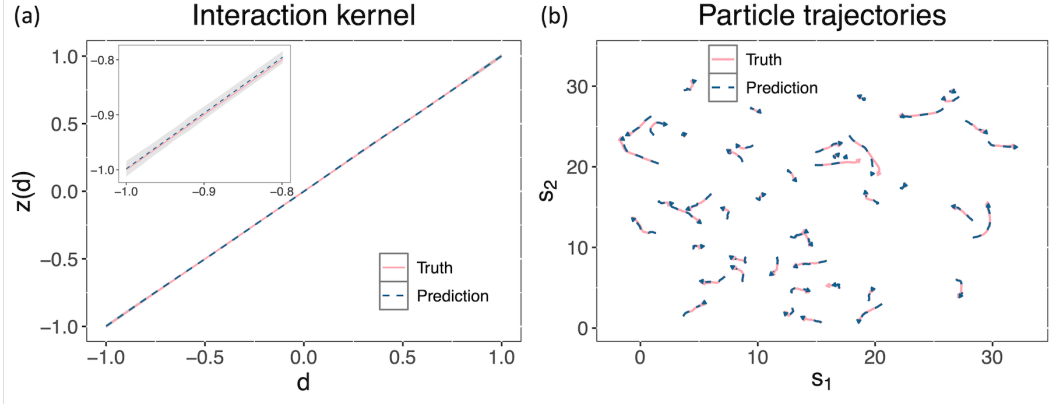 (a) Interaction kernel
1.0
0.5
0.0
−0.5
−1.0
z(d)
−0.8
−0.9
−1.0
−1.0 −0.9 −0.8
Truth
Prediction
−1.0 −0.5 0.0 0.5 1.0
d
(b) Particle trajectories
Truth
Prediction
30
20
10
0
s2
0 10 20 30
s1